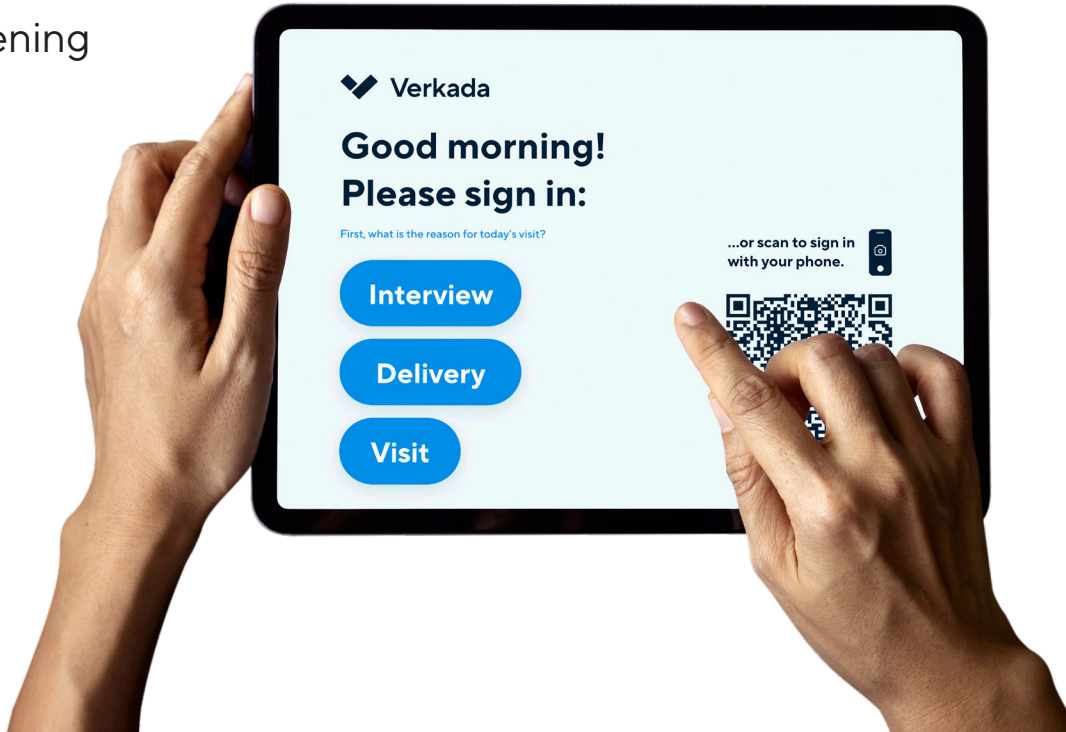 ening
Verkada
Good morning!
Please sign in:
First, what is the reason for today's visit?
...or scan to sign in
with your phone.
Interview
Delivery
Visit